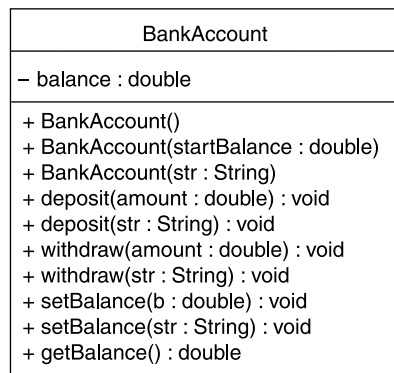 BankAccount
– balance : double
+ BankAccount()
+ BankAccount(startBalance : double)
+ BankAccount(str : String)
+ deposit(amount : double) : void
+ deposit(str : String) : void
+ withdraw(amount : double) : void
+ withdraw(str : String) : void
+ setBalance(b : double) : void
+ setBalance(str : String) : void
+ getBalance() : double